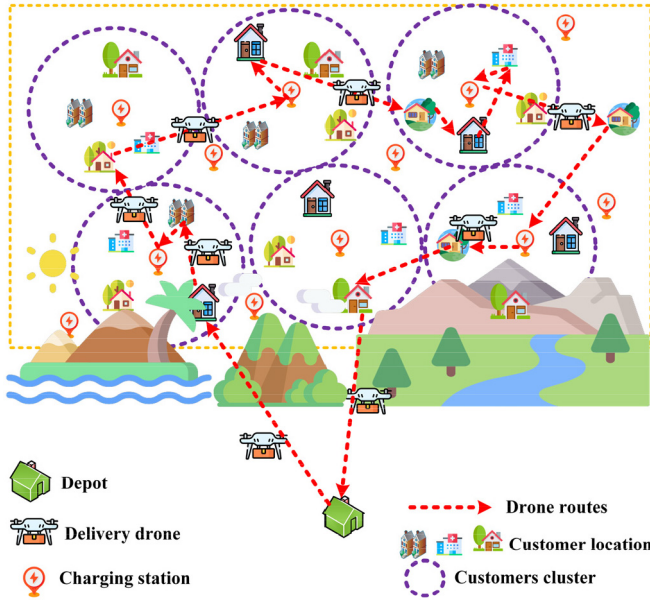 Depot
Drone routes
Delivery drone
Customer location
Charging station
Customers cluster